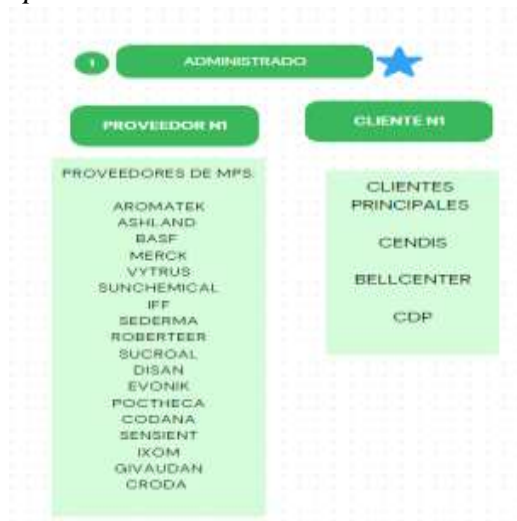 1 ADMINISTRADO
PROVEEDOR N1
PROVEEDORES DE MPS:
AROMATEK
ASHLAND
BASF
MERCK
VYTRUS
SUNCHEMICAL
IFF
SEDERMA
ROBERTEER
SUCROAL
DISAN
EVONIK
POCTHECA
CODANA
SENSIENT
IXOM
GIVAUDAN
CRODA
CLIENTE N1
CLIENTES
PRINCIPALES
CENDIS
BELLCENTER
CDP